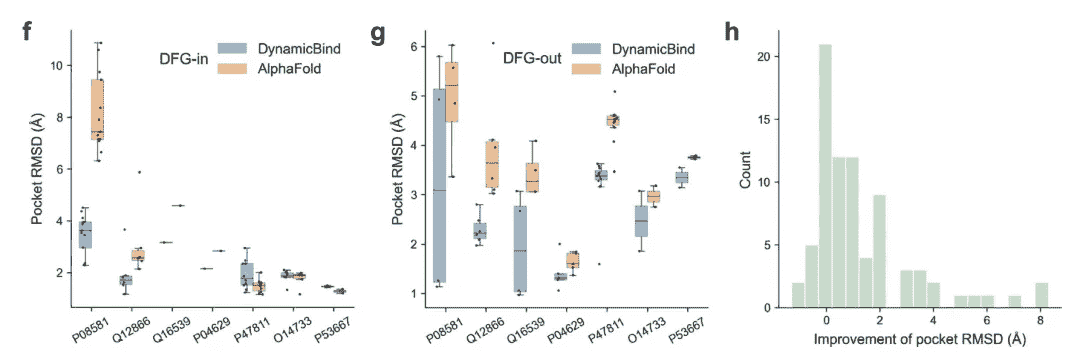 f
DFG-in
DynamicBind
AlphaFold
Pocket RMSD (Å)
10
8
6
4
2
P08581
Q12866
Q16539
P04629
P47811
O14733
P53667
g
DFG-out
DynamicBind
AlphaFold
Pocket RMSD (Å)
6
5
4
3
2
1
P08581
Q12866
Q16539
P04629
P47811
O14733
P53667
h
Count
20
15
10
5
0
0
2
4
6
8
Improvement of pocket RMSD (Å)